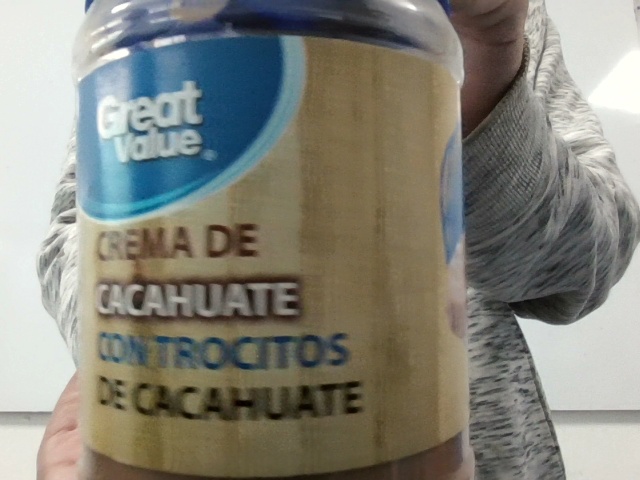 Great
Value
CREMA DE
CACAHUATE
CON TROCITOS
DE CACAHUATE